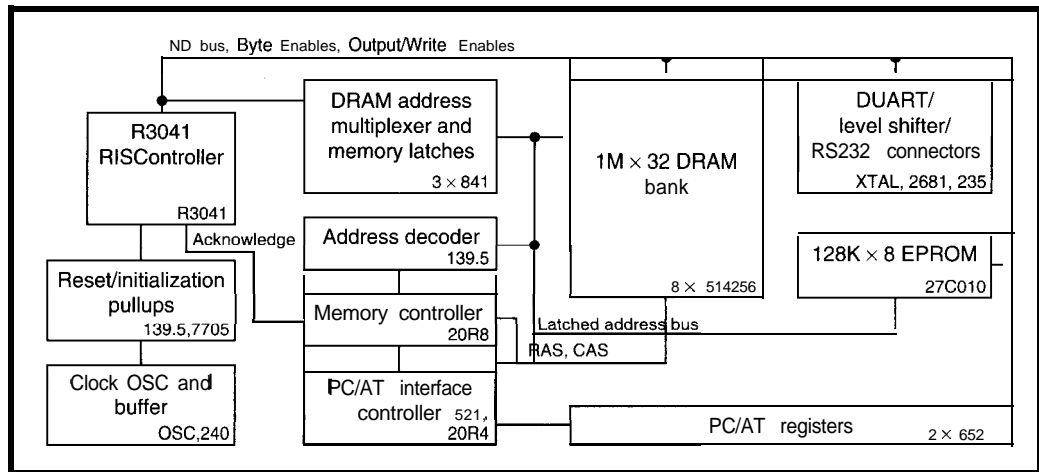 ND bus, Byte Enables, Output/Write Enables
R3041
RISController
R3041
DRAM address
multiplexer and
memory latches
3 × 841
1M × 32 DRAM
bank
8 × 514256
DUART/
level shifter/
RS232 connectors
XTAL, 2681, 235
Acknowledge
Address decoder
139.5
128K × 8 EPROM
27C010
Reset/initialization
pullups
139.5,7705
Memory controller
20R8
Latched address bus
RAS, CAS
Clock OSC and
buffer
OSC,240
PC/AT interface
controller 521,
20R4
PC/AT registers
2 × 652